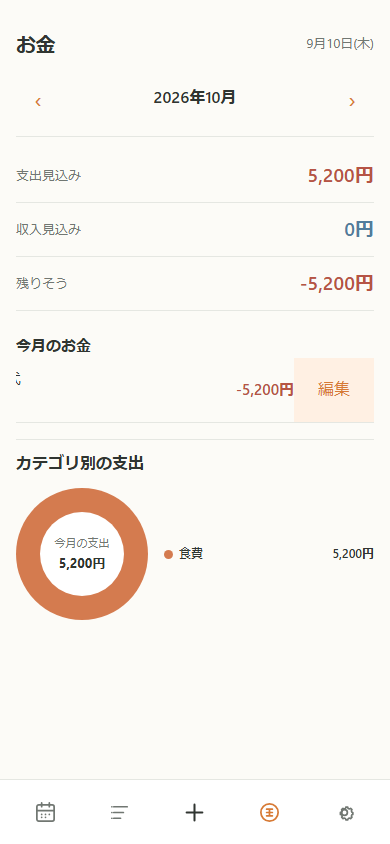 お金
9月10日(木)
‹ 2026年10月 ›
支出見込み 5,200円
収入見込み 0円
残りそう -5,200円
今月のお金
-5,200円 編集
カテゴリ別の支出
今月の支出
5,200円
食費 5,200円